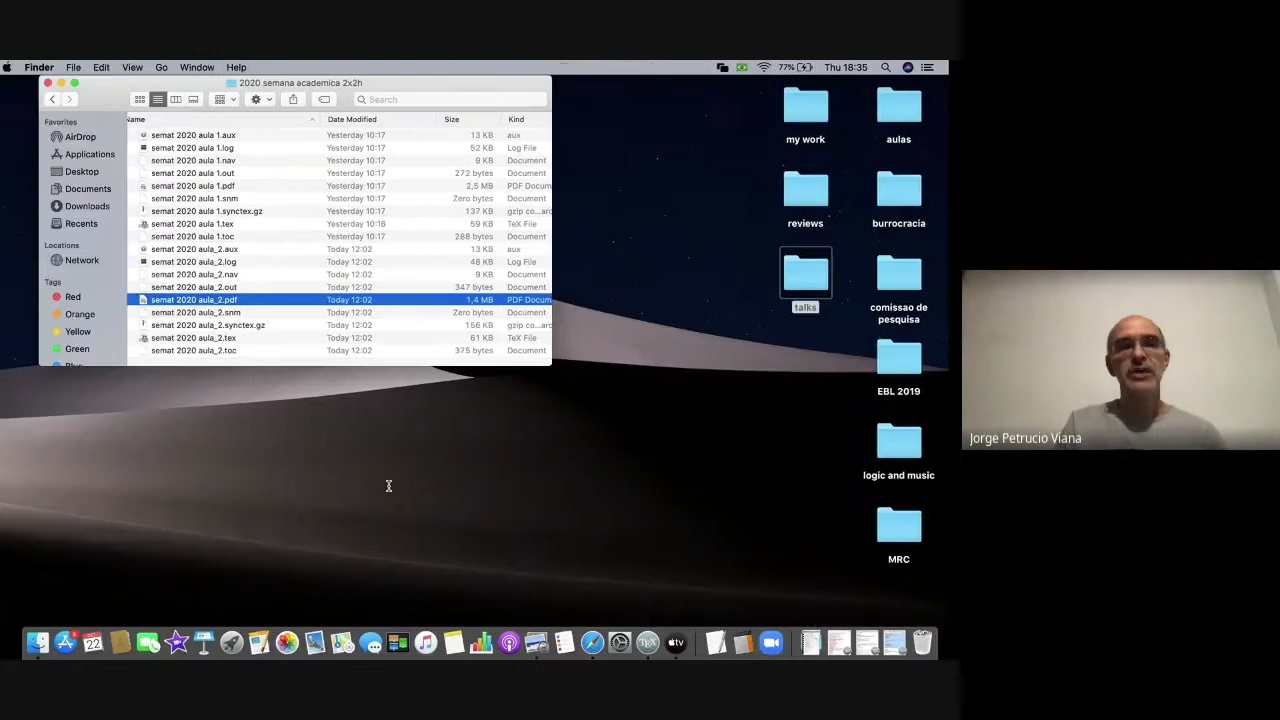 Finder File Edit View Go Window Help 77% Thu 18:35
2020 semana academica 2x2h
Search
Favorites
AirDrop
Applications
Desktop
Documents
Downloads
Recents
Locations
Network
Tags
Red
Orange
Yellow
Green
Name Date Modified Size Kind
semat 2020 aula 1.aux Yesterday 10:17 13 KB aux
semat 2020 aula 1.log Yesterday 10:17 52 KB Log File
semat 2020 aula 1.nav Yesterday 10:17 9 KB Document
semat 2020 aula 1.out Yesterday 10:17 272 bytes Document
semat 2020 aula 1.pdf Yesterday 10:17 2,5 MB PDF Docum
semat 2020 aula 1.snm Yesterday 10:17 Zero bytes Document
semat 2020 aula 1.synctex.gz Yesterday 10:17 137 KB gzip co...arc
semat 2020 aula 1.tex Yesterday 10:16 59 KB TeX File
semat 2020 aula 1.toc Yesterday 10:17 288 bytes Document
semat 2020 aula_2.aux Today 12:02 13 KB aux
semat 2020 aula_2.log Today 12:02 48 KB Log File
semat 2020 aula_2.nav Today 12:02 9 KB Document
semat 2020 aula_2.out Today 12:02 347 bytes Document
semat 2020 aula_2.pdf Today 12:02 1,4 MB PDF Docum
semat 2020 aula_2.snm Today 12:02 Zero bytes Document
semat 2020 aula_2.synctex.gz Today 12:02 156 KB gzip co...arc
semat 2020 aula_2.tex Today 12:02 61 KB TeX File
semat 2020 aula_2.toc Today 12:02 375 bytes Document
my work
aulas
reviews
burrocracia
talks
comissao de
pesquisa
EBL 2019
logic and music
MRC
Jorge Petrucio Viana
22
tv